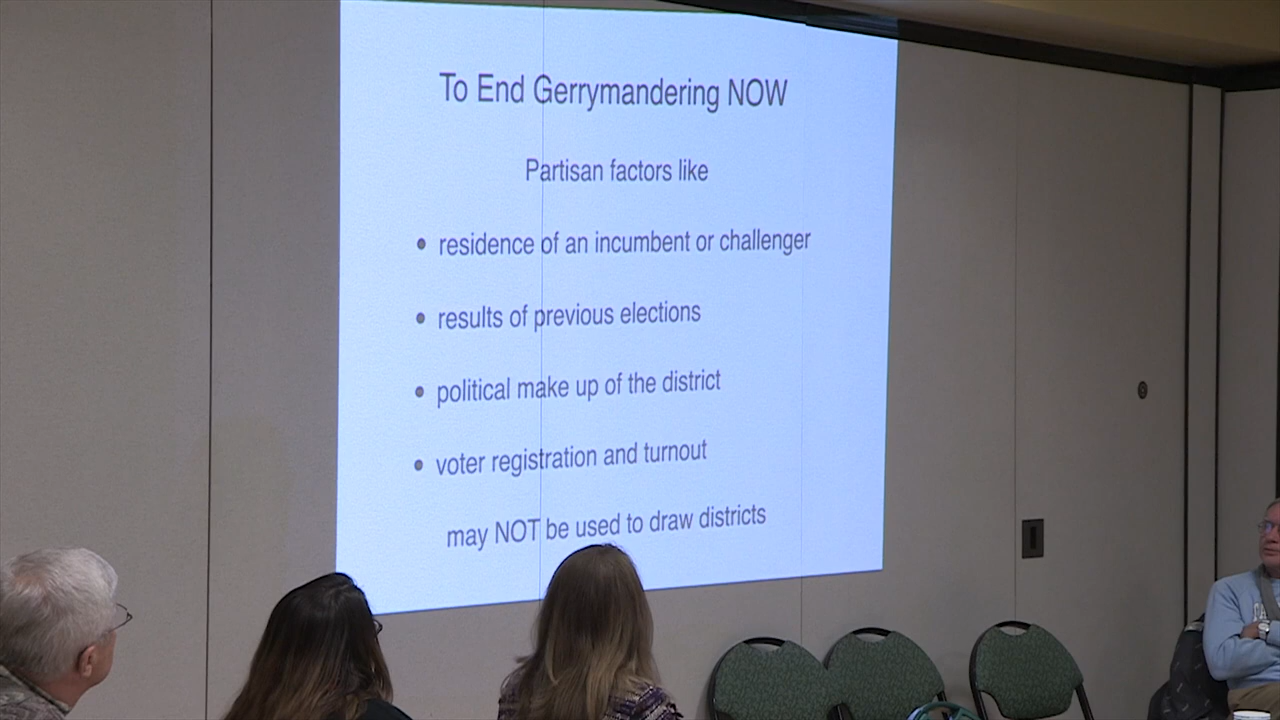 To End Gerrymandering NOW
Partisan factors like
• residence of an incumbent or challenger
• results of previous elections
• political make up of the district
• voter registration and turnout
may NOT be used to draw districts